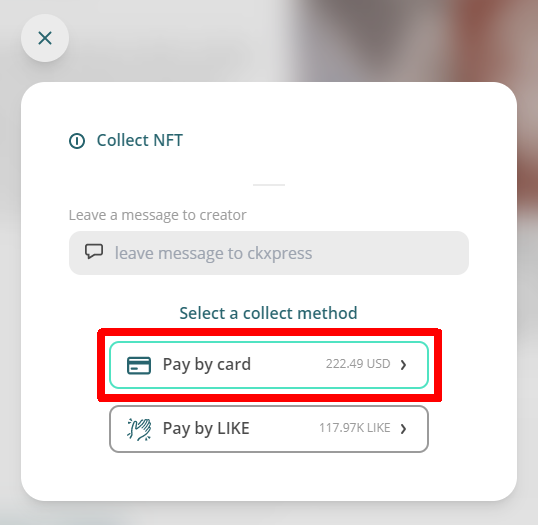 Collect NFT
Leave a message to creator
leave message to ckxpress
Select a collect method
Pay by card 222.49 USD
Pay by LIKE 117.97K LIKE